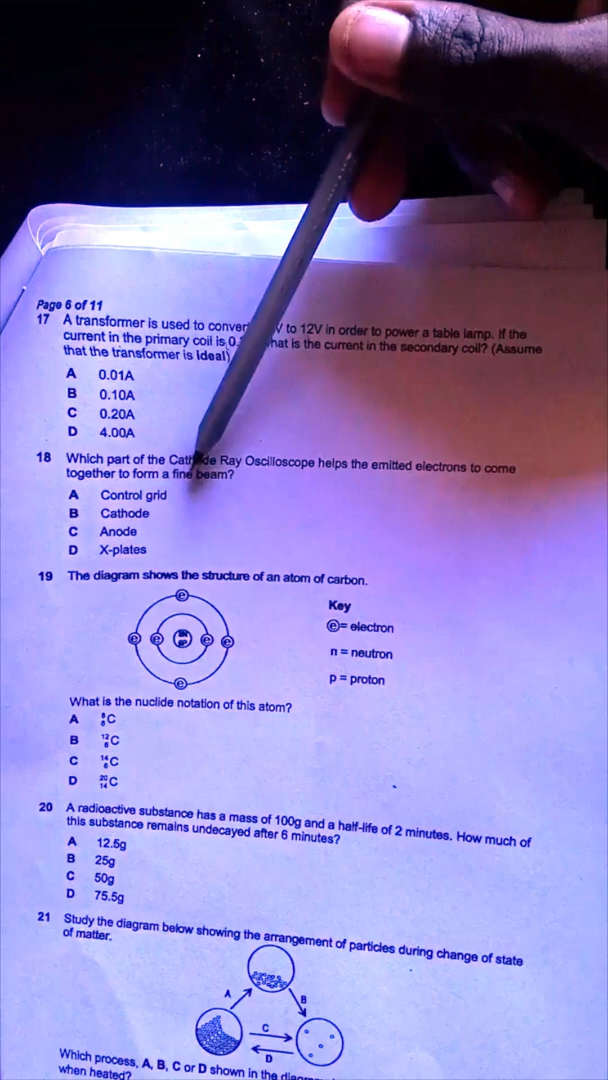 Page 6 of 11
17 A transformer is used to conver V to 12V in order to power a table lamp. If the
current in the primary coil is 0. hat is the current in the secondary coil? (Assume
that the transformer is Ideal)
A 0.01A
B 0.10A
C 0.20A
D 4.00A
18 Which part of the Cathode Ray Oscilloscope helps the emitted electrons to come
together to form a fine beam?
A Control grid
B Cathode
C Anode
D X-plates
19 The diagram shows the structure of an atom of carbon.
Key
e = electron
n = neutron
p = proton
e
e e e e
e
What is the nuclide notation of this atom?
A ⁸₆C
B ¹²₆C
C ¹⁴₆C
D ²⁰₁₄C
20 A radioactive substance has a mass of 100g and a half-life of 2 minutes. How much of
this substance remains undecayed after 6 minutes?
A 12.5g
B 25g
C 50g
D 75.5g
21 Study the diagram below showing the arrangement of particles during change of state
of matter.
A B
C
D
Which process, A, B, C or D shown in the
when heated?